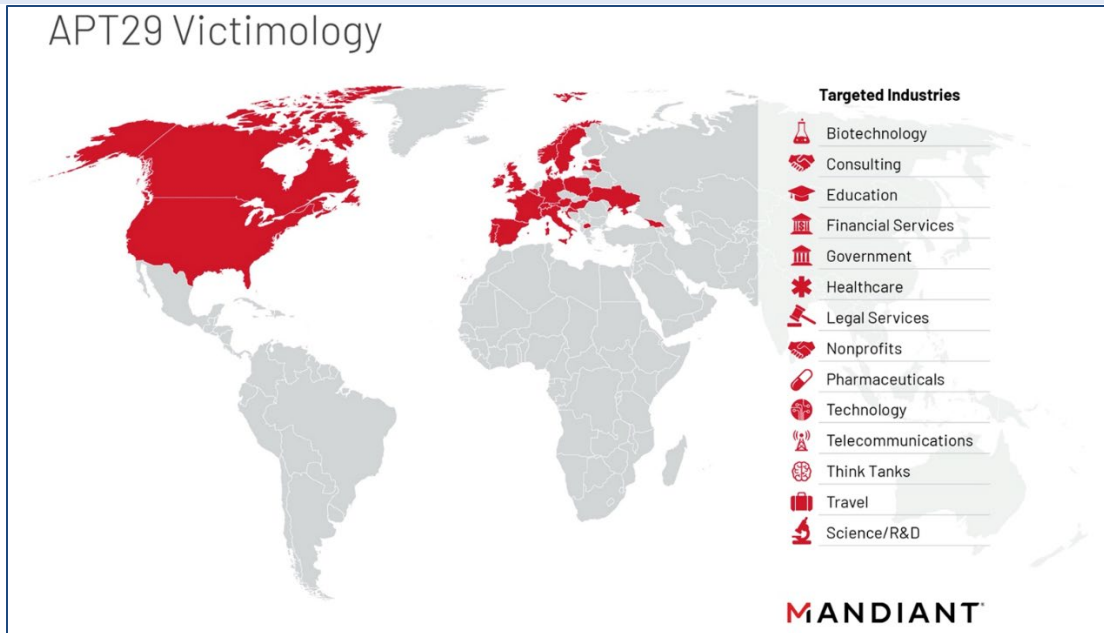 APT29 Victimology
Targeted Industries
Biotechnology
Consulting
Education
Financial Services
Government
Healthcare
Legal Services
Nonprofits
Pharmaceuticals
Technology
Telecommunications
Think Tanks
Travel
Science/R&D
MANDIANT